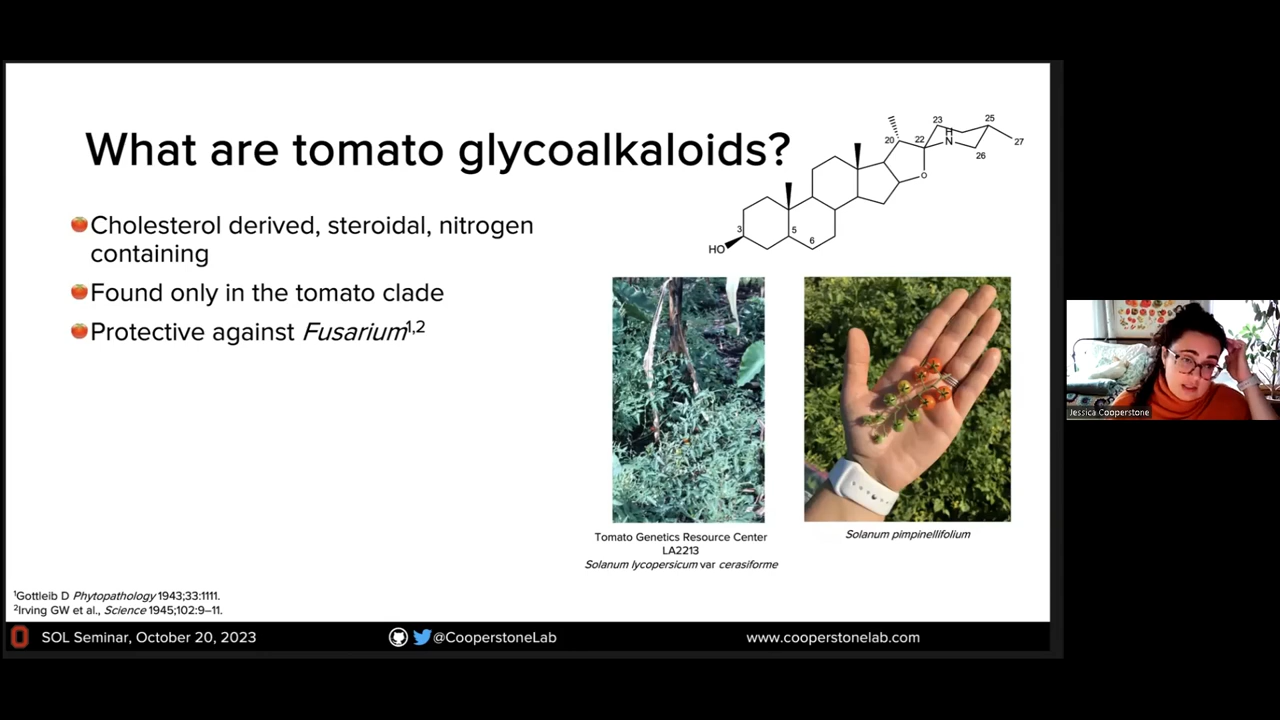 What are tomato glycoalkaloids?
Cholesterol derived, steroidal, nitrogen
containing
Found only in the tomato clade
Protective against Fusarium1,2
HO
3
5
6
20
22
23
H
N
25
26
27
O
Tomato Genetics Resource Center
LA2213
Solanum lycopersicum var cerasiforme
Solanum pimpinellifolium
1Gottleib D Phytopathology 1943;33:1111.
2Irving GW et al., Science 1945;102:9–11.
SOL Seminar, October 20, 2023
@CooperstoneLab
www.cooperstonelab.com
Jessica Cooperstone